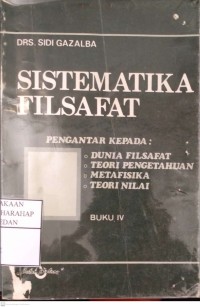 DRS. SIDI GAZALBA
SISTEMATIKA
FILSAFAT
PENGANTAR KEPADA :
DUNIA FILSAFAT
TEORI PENGETAHUAN
METAFISIKA
TEORI NILAI
BUKU IV
AKAAN
HARAHAP
DAN